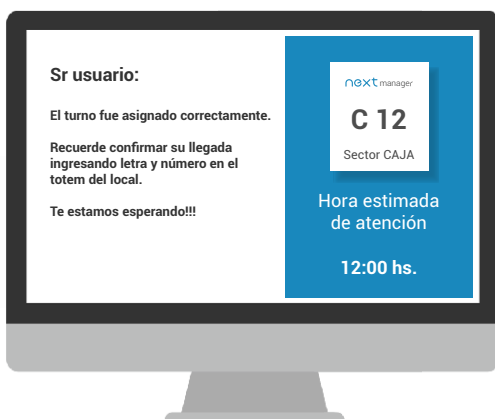 Sr usuario:
El turno fue asignado correctamente.
Recuerde confirmar su llegada
ingresando letra y número en el
totem del local.
Te estamos esperando!!!
next manager
C 12
Sector CAJA
Hora estimada
de atención
12:00 hs.